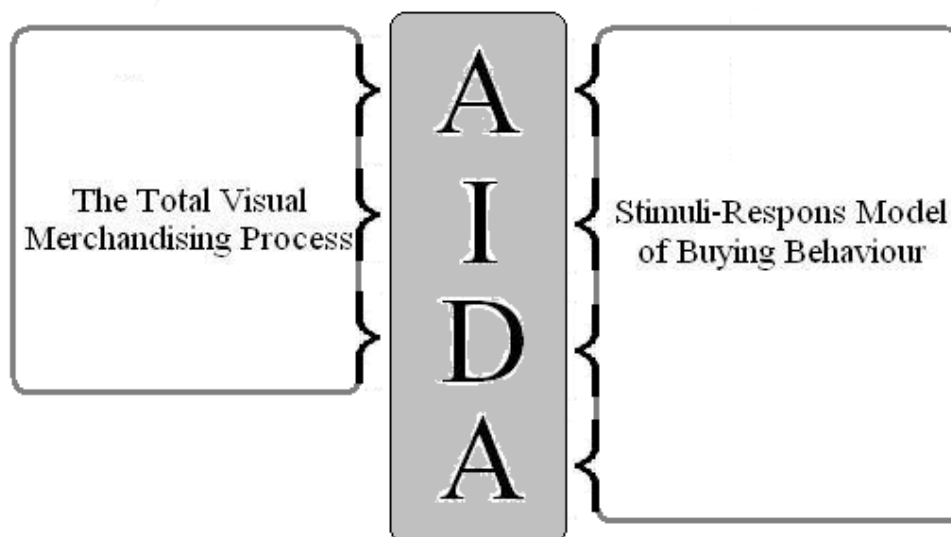 The Total Visual
Merchandising Process
A
I
D
A
Stimuli-Respons Model
of Buying Behaviour